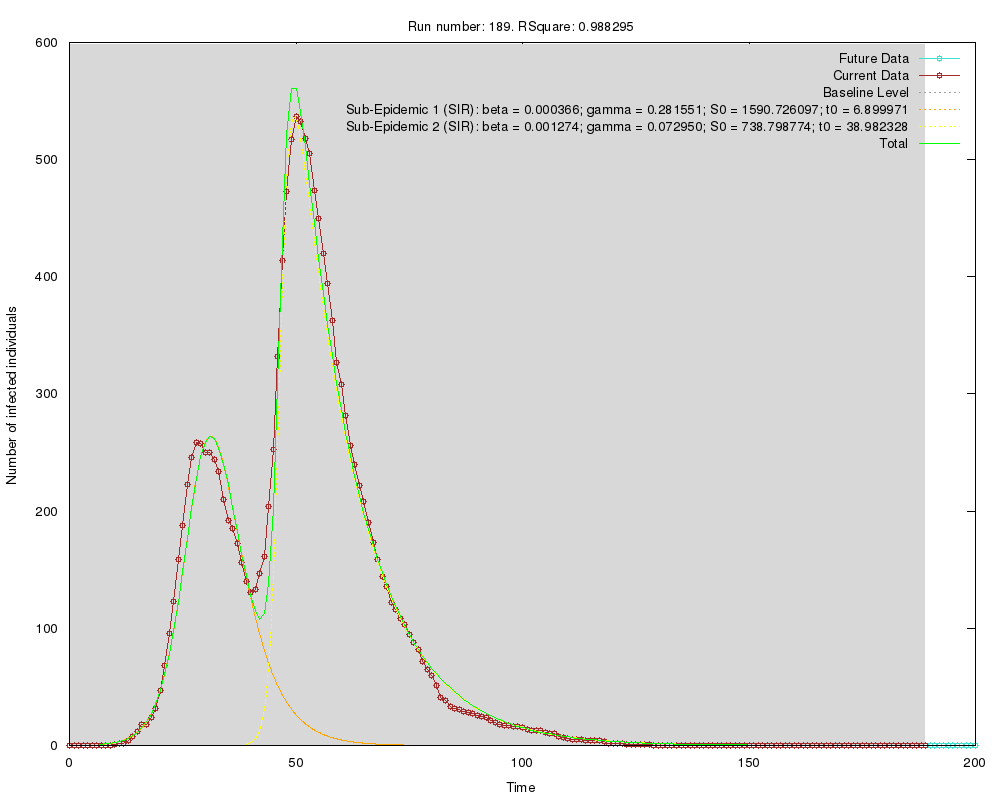 Run number: 189. RSquare: 0.988295
600
500
400
300
200
100
0
Number of infected individuals
Future Data
Current Data
Baseline Level
Sub-Epidemic 1 (SIR): beta = 0.000366; gamma = 0.281551; S0 = 1590.726097; t0 = 6.899971
Sub-Epidemic 2 (SIR): beta = 0.001274; gamma = 0.072950; S0 = 738.798774; t0 = 38.982328
Total
0 50 100 150 200
Time